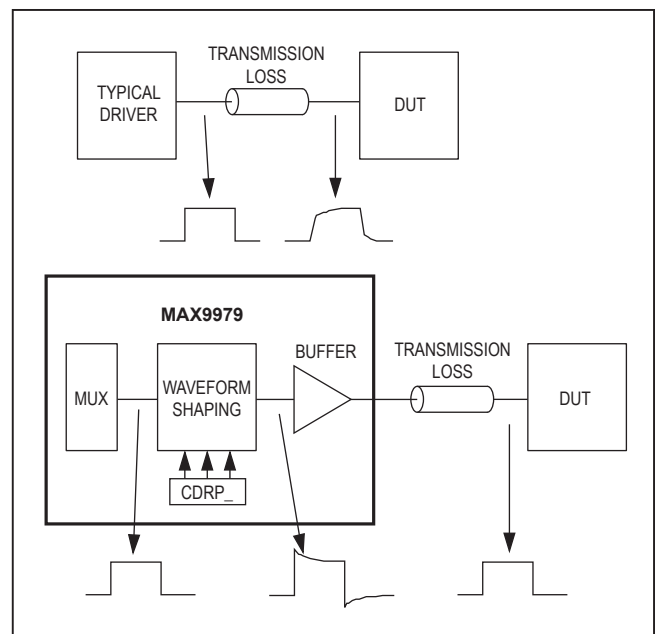 TRANSMISSION
LOSS
TYPICAL
DRIVER
DUT
MAX9979
BUFFER
TRANSMISSION
LOSS
MUX
WAVEFORM
SHAPING
DUT
CDRP_